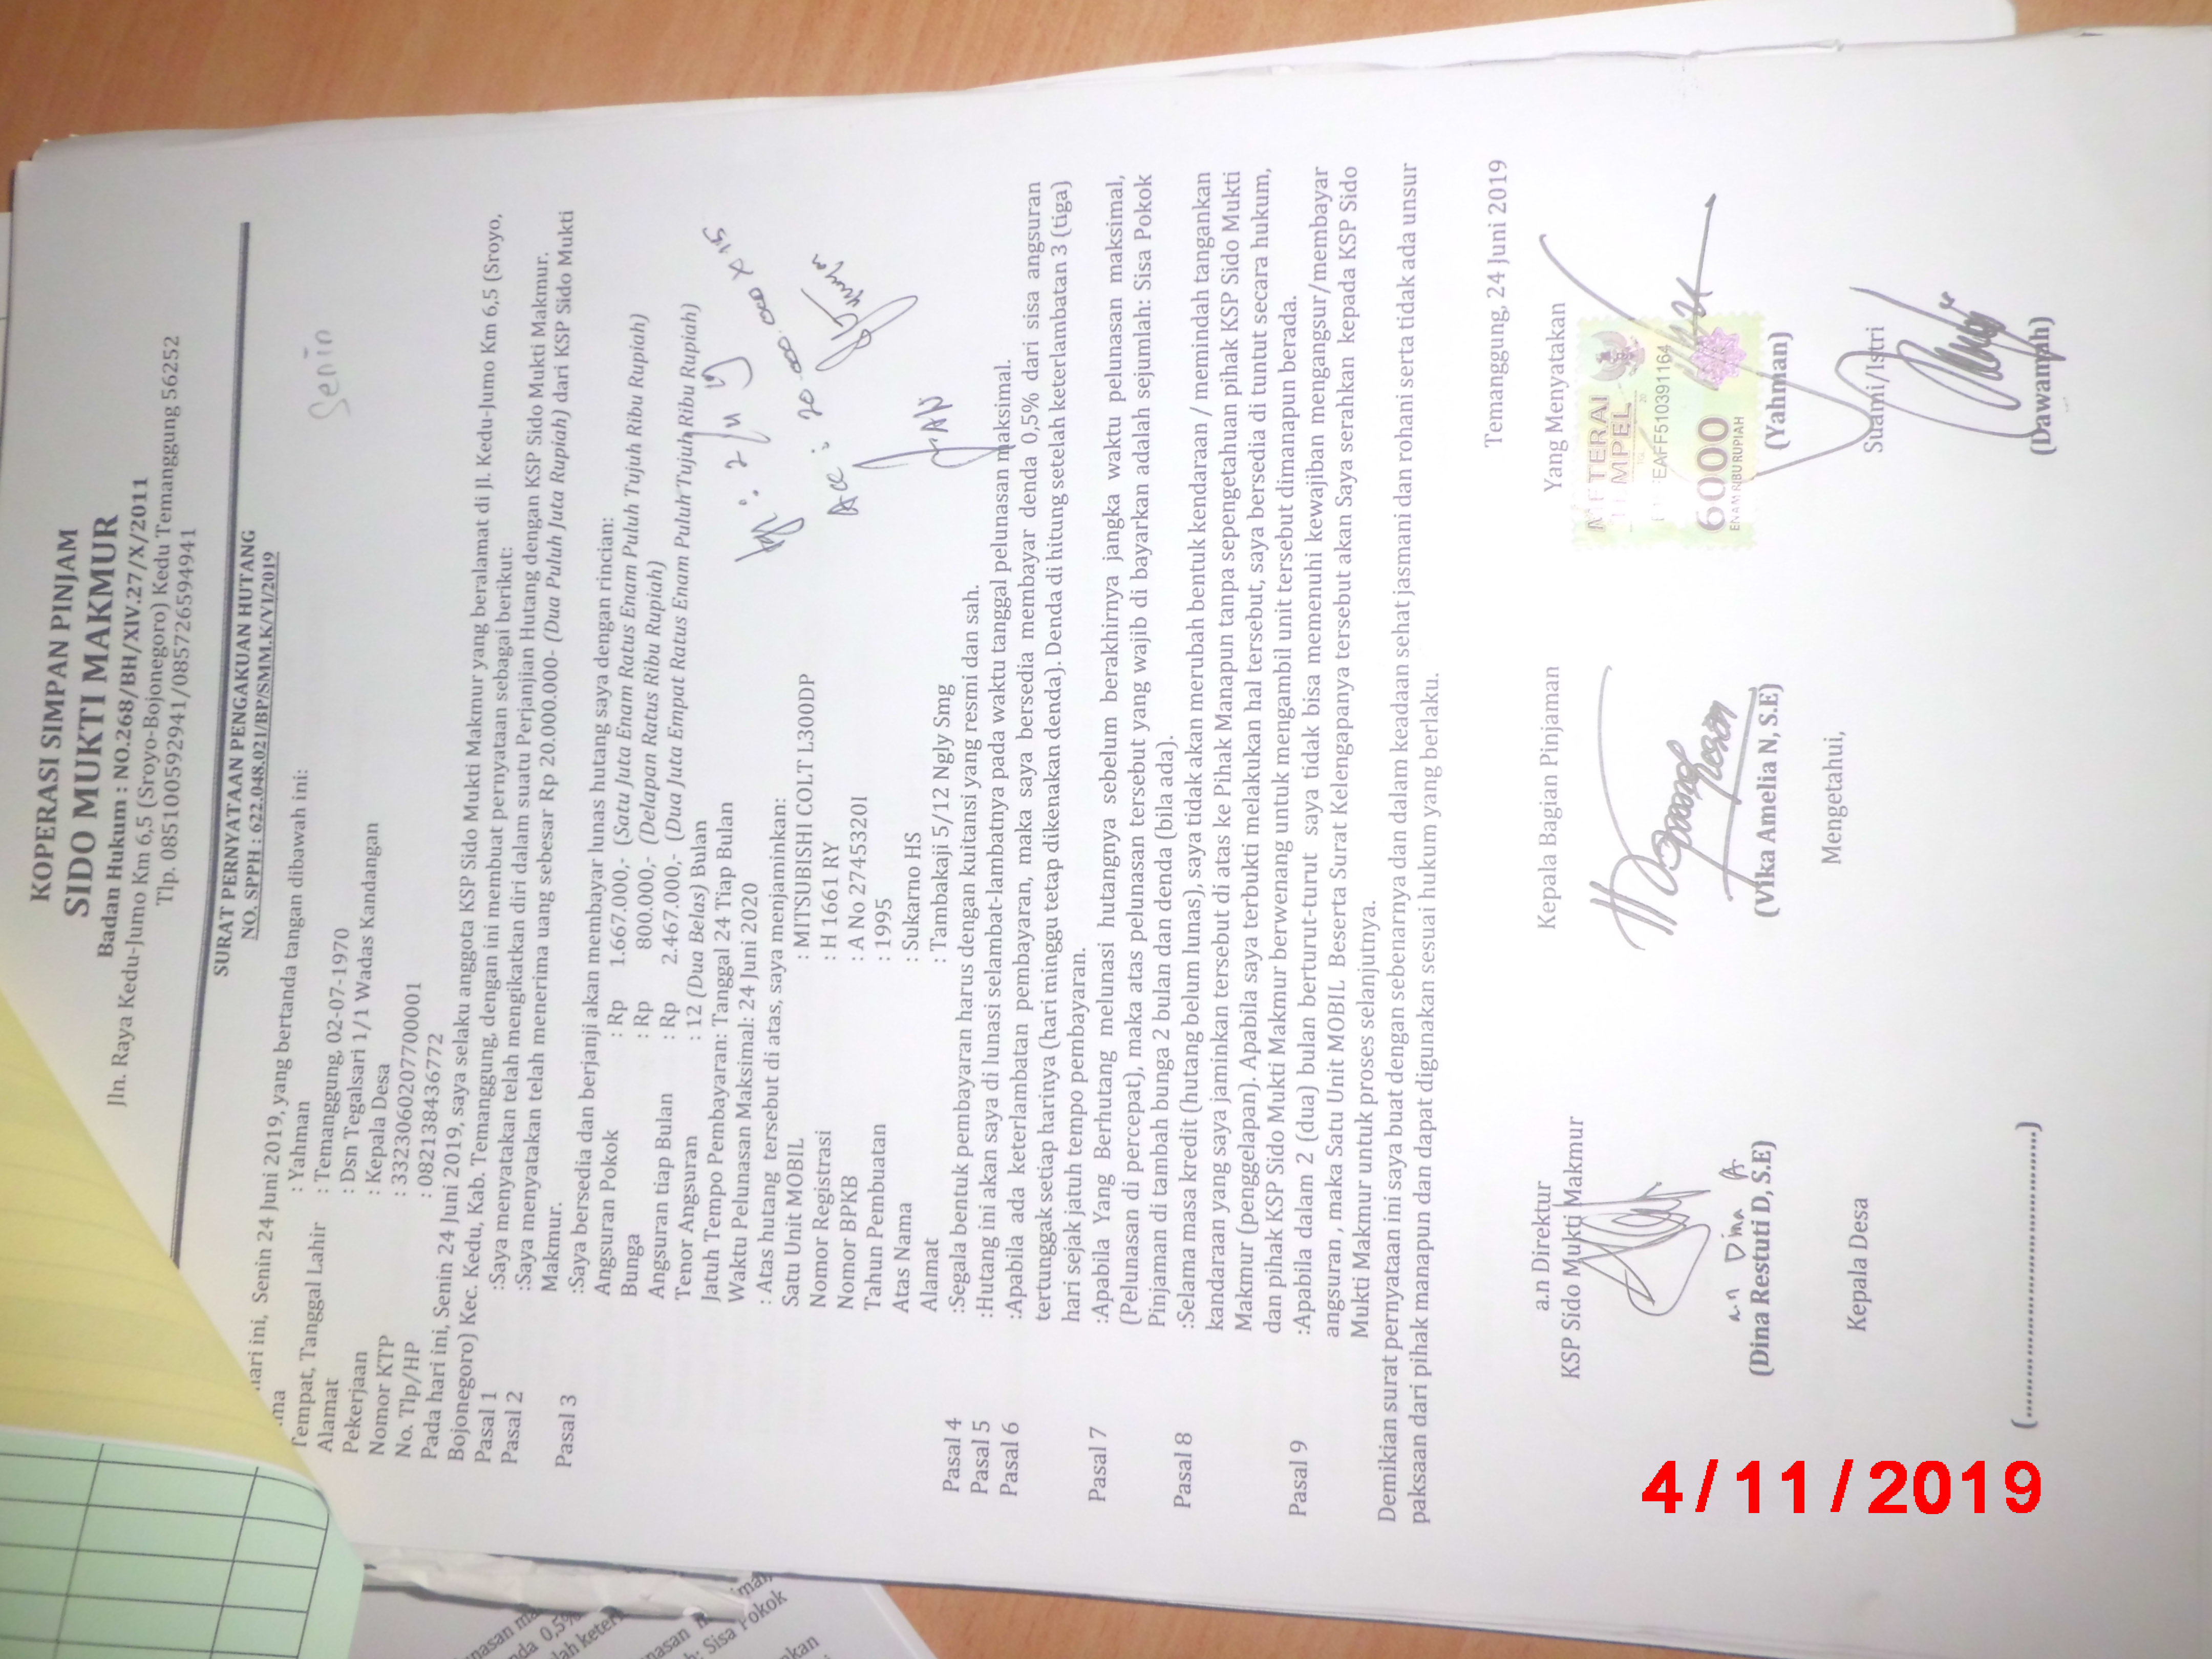 KOPERASI SIMPAN PINJAM
SIDO MUKTI MAKMUR
Badan Hukum : NO.268/BH/XIV.27/X/2011
Jln. Raya Kedu-Jumo Km 6,5 (Sroyo-Bojonegoro) Kedu Temanggung 56252
Tlp. 085100592941/085726594941
SURAT PERNYATAAN PENGAKUAN HUTANG
NO. SPPH : 622.048.021/BP/SMM.K/VI/2019
Senin
hari ini, Senin 24 Juni 2019, yang bertanda tangan dibawah ini:
ma : Yahman
Tempat, Tanggal Lahir : Temanggung, 02-07-1970
Alamat : Dsn Tegalsari 1/1 Wadas Kandangan
Pekerjaan : Kepala Desa
Nomor KTP : 3323060207700001
No. Tlp/HP : 082138436772
Pada hari ini, Senin 24 Juni 2019, saya selaku anggota KSP Sido Mukti Makmur yang beralamat di Jl. Kedu-Jumo Km 6,5 (Sroyo,
Bojonegoro) Kec. Kedu, Kab. Temanggung, dengan ini membuat pernyataan sebagai berikut:
Pasal 1 :Saya menyatakan telah mengikatkan diri dalam suatu Perjanjian Hutang dengan KSP Sido Mukti Makmur.
Pasal 2 :Saya menyatakan telah menerima uang sebesar Rp 20.000.000- (Dua Puluh Juta Rupiah) dari KSP Sido Mukti
Makmur.
Pasal 3 :Saya bersedia dan berjanji akan membayar lunas hutang saya dengan rincian:
Angsuran Pokok : Rp 1.667.000,- (Satu Juta Enam Ratus Enam Puluh Tujuh Ribu Rupiah)
Bunga : Rp 800.000,- (Delapan Ratus Ribu Rupiah)
Angsuran tiap Bulan : Rp 2.467.000,- (Dua Juta Empat Ratus Enam Puluh Tujuh Ribu Rupiah)
Tenor Angsuran : 12 (Dua Belas) Bulan
Jatuh Tempo Pembayaran: Tanggal 24 Tiap Bulan
Waktu Pelunasan Maksimal: 24 Juni 2020
: Atas hutang tersebut di atas, saya menjaminkan:
Satu Unit MOBIL : MITSUBISHI COLT L300DP
Nomor Registrasi : H 1661 RY
Nomor BPKB : A No 2745320I
Tahun Pembuatan : 1995
Atas Nama : Sukarno HS
Alamat : Tambakaji 5/12 Ngly Smg
Acc : 20.000.000 x 15
Pasal 4 :Segala bentuk pembayaran harus dengan kuitansi yang resmi dan sah.
Pasal 5 :Hutang ini akan saya di lunasi selambat-lambatnya pada waktu tanggal pelunasan maksimal.
Pasal 6 :Apabila ada keterlambatan pembayaran, maka saya bersedia membayar denda 0,5% dari sisa angsuran
tertunggak setiap harinya (hari minggu tetap dikenakan denda). Denda di hitung setelah keterlambatan 3 (tiga)
hari sejak jatuh tempo pembayaran.
Pasal 7 :Apabila Yang Berhutang melunasi hutangnya sebelum berakhirnya jangka waktu pelunasan maksimal,
(Pelunasan di percepat), maka atas pelunasan tersebut yang wajib di bayarkan adalah sejumlah: Sisa Pokok
Pinjaman di tambah bunga 2 bulan dan denda (bila ada).
Pasal 8 :Selama masa kredit (hutang belum lunas), saya tidak akan merubah bentuk kendaraan / memindah tangankan
kandaraan yang saya jaminkan tersebut di atas ke Pihak Manapun tanpa sepengetahuan pihak KSP Sido Mukti
Makmur (penggelapan). Apabila saya terbukti melakukan hal tersebut, saya bersedia di tuntut secara hukum,
dan pihak KSP Sido Mukti Makmur berwenang untuk mengambil unit tersebut dimanapun berada.
Pasal 9 :Apabila dalam 2 (dua) bulan berturut-turut saya tidak bisa memenuhi kewajiban mengangsur/membayar
angsuran , maka Satu Unit MOBIL Beserta Surat Kelengapanya tersebut akan Saya serahkan kepada KSP Sido
Mukti Makmur untuk proses selanjutnya.
Demikian surat pernyataan ini saya buat dengan sebenarnya dan dalam keadaan sehat jasmani dan rohani serta tidak ada unsur
paksaan dari pihak manapun dan dapat digunakan sesuai hukum yang berlaku.
Temanggung, 24 Juni 2019
a.n Direktur
KSP Sido Mukti Makmur
Kepala Bagian Pinjaman
Yang Menyatakan
METERAI
TEMPEL
EAFF510391164
6000
ENAM RIBU RUPIAH
a.n Dina
(Dina Restuti D, S.E)
(Vika Amelia N, S.E)
(Yahman)
Mengetahui,
Kepala Desa
Suami/Istri
(..............................)
(Dawamah)
4/11/2019